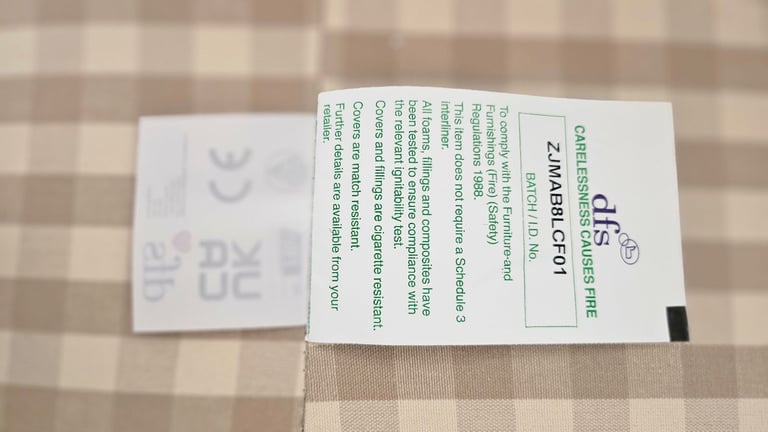 dfs
CARELESSNESS CAUSES FIRE
ZJMAB8LCF01
BATCH / I.D. No.
To comply with the Furniture and
Furnishings (Fire) (Safety)
Regulations 1988.
This item does not require a Schedule 3
interliner.
All foams, fillings and composites have
been tested to ensure compliance with
the relevant ignitability test.
Covers and fillings are cigarette resistant.
Covers are match resistant.
Further details are available from your
retailer.
CE
UK
CA
dfs